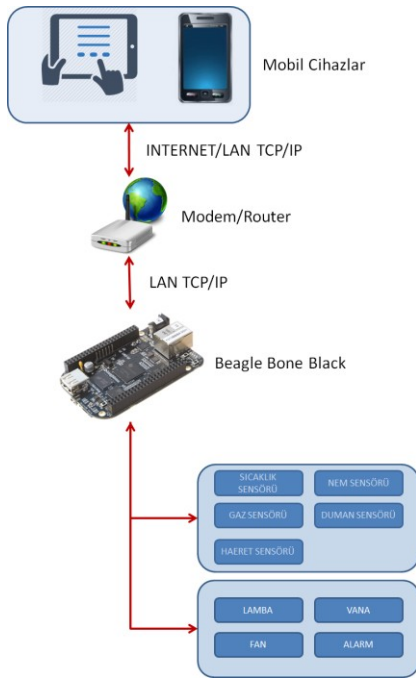 Mobil Cihazlar
INTERNET/LAN TCP/IP
Modem/Router
LAN TCP/IP
Beagle Bone Black
SICAKLIK
SENSÖRÜ
NEM SENSÖRÜ
GAZ SENSÖRÜ
DUMAN SENSÖRÜ
HAERET SENSÖRÜ
LAMBA
VANA
FAN
ALARM